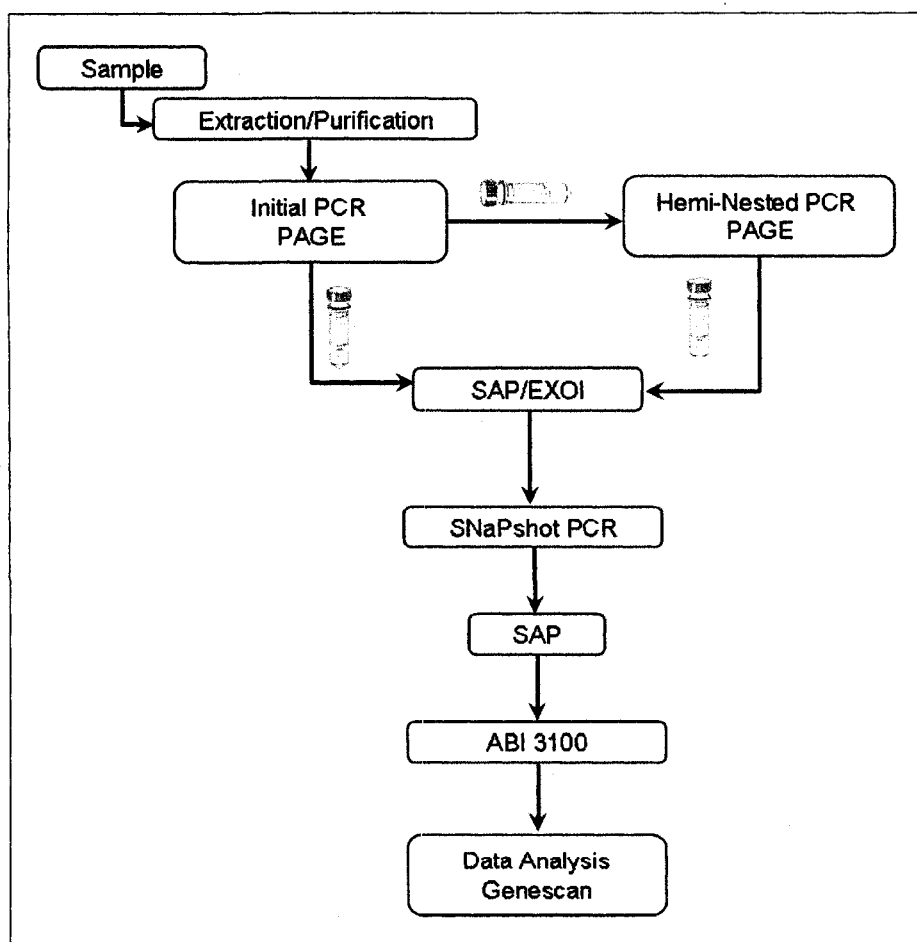 Sample
Extraction/Purification
Initial PCR
PAGE
Hemi-Nested PCR
PAGE
SAP/EXOI
SNaPshot PCR
SAP
ABI 3100
Data Analysis
Genescan